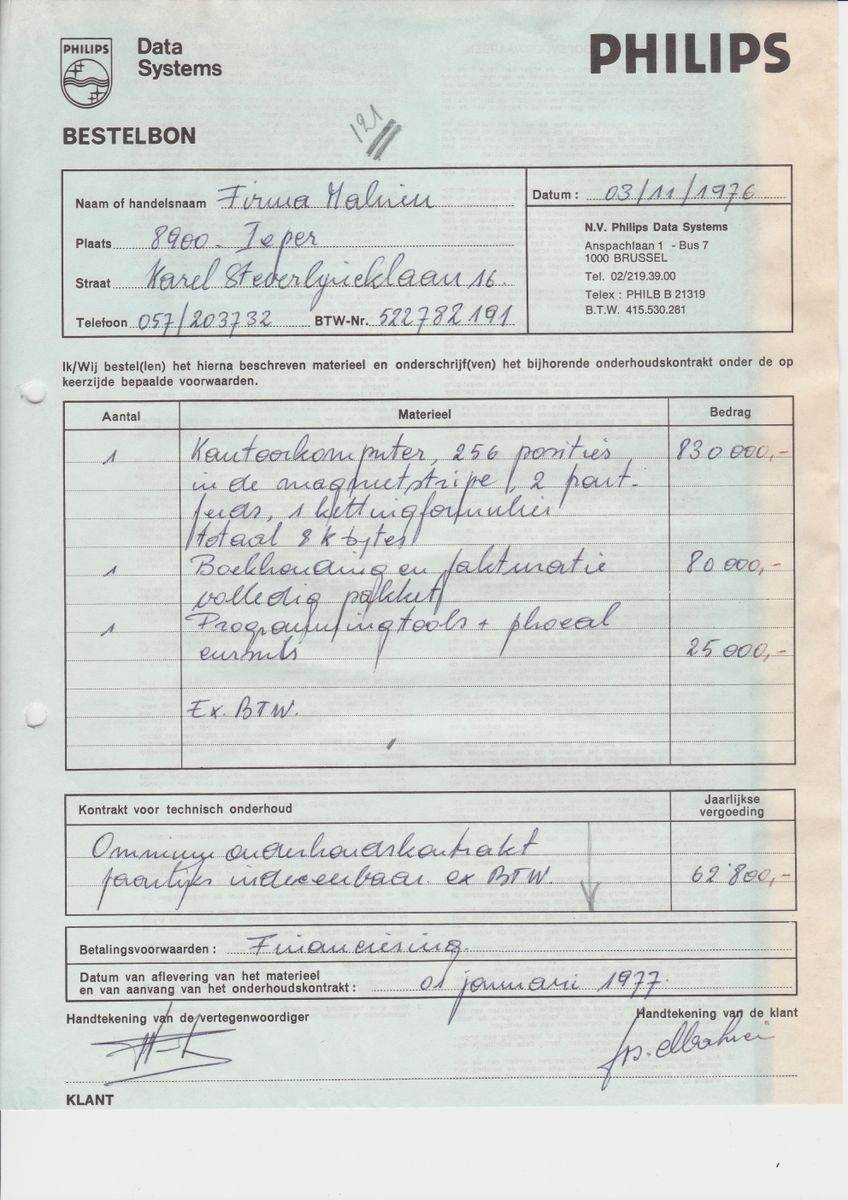 PHILIPS
Data
Systems
PHILIPS
BESTELBON
121
Naam of handelsnaam Firma Mahieu
Datum : 03/11/1976
Plaats 8900 - Ieper
Straat Karel Steverlyncklaan 16
Telefoon 057/203732 BTW-Nr. 522782191
N.V. Philips Data Systems
Anspachlaan 1 - Bus 7
1000 BRUSSEL
Tel. 02/219.39.00
Telex : PHILB B 21319
B.T.W. 415.530.281
Ik/Wij bestel(len) het hierna beschreven materieel en onderschrijf(ven) het bijhorende onderhoudskontrakt onder de op
keerzijde bepaalde voorwaarden.
Aantal Materieel Bedrag
1 Kantoorkomputer, 256 posities 830 000,-
in de magneetstripe, 2 pont-
feeds, 1 kettingformulier
totaal 8 k bytes
1 Boekhouding en fakturatie 80 000,-
volledig pakket
1 Programmingtools + phocal
cursus 25 000,-
Ex. BTW.
Kontrakt voor technisch onderhoud
Jaarlijkse
vergoeding
Omnium onderhoudskontrakt
jaarlijks indexeerbaar ex BTW. 62 800,-
Betalingsvoorwaarden : Financiering
Datum van aflevering van het materieel
en van aanvang van het onderhoudskontrakt : 01 januari 1977.
Handtekening van de vertegenwoordiger
Handtekening van de klant
KLANT